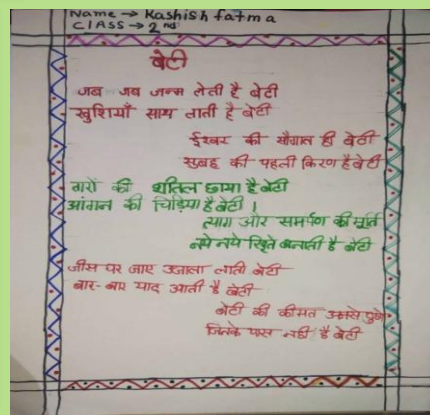 Name → Kashish fatma
CLASS → 2nd
बेटी
जब जब जन्म लेती है बेटी
खुशियाँ साथ लाती है बेटी
ईश्वर की सौगात ही बेटी
सुबह की पहली किरण है बेटी
तारों की शीतल छाया है बेटी
आंगन की चिड़िया है बेटी।
त्याग और समर्पण की मूर्ति
नये नये रिश्ते बनाती है बेटी
जीस घर जाए उजाला लाती बेटी
बार-बार याद आती है बेटी
बेटी की कीमत उनसे पुछो
जिनके पास नही है बेटी